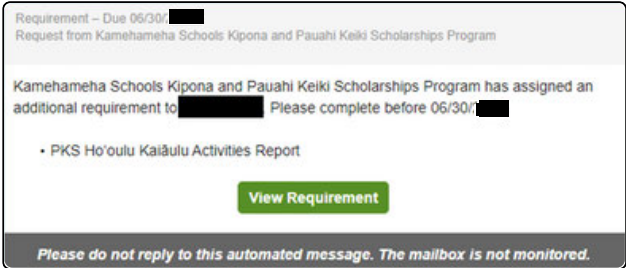 Requirement – Due 06/30/
Request from Kamehameha Schools Kipona and Pauahi Keiki Scholarships Program
Kamehameha Schools Kipona and Pauahi Keiki Scholarships Program has assigned an
additional requirement to Please complete before 06/30/
• PKS Ho‘oulu Kaiāulu Activities Report
View Requirement
Please do not reply to this automated message. The mailbox is not monitored.